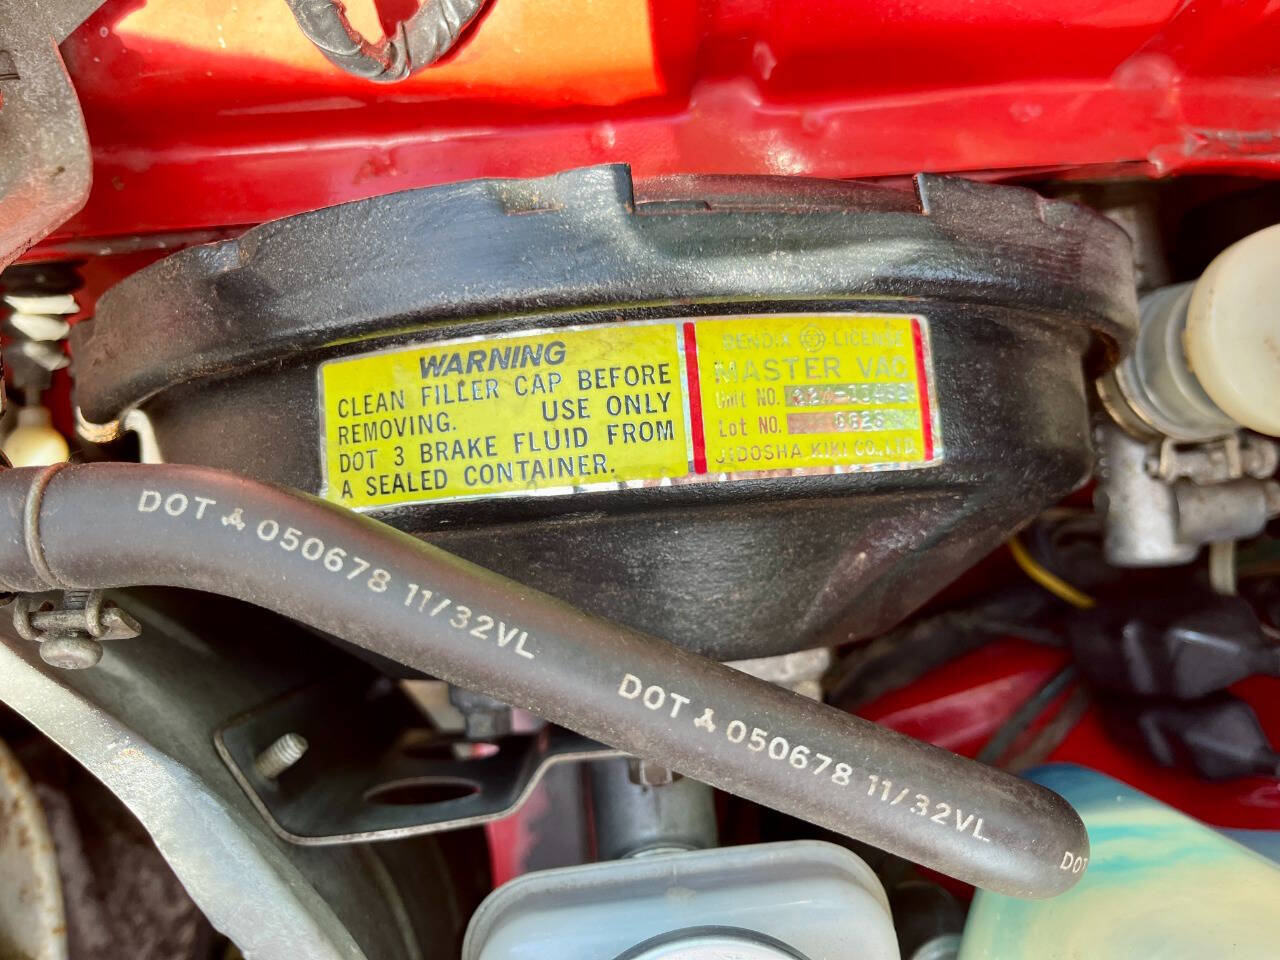 WARNING
CLEAN FILLER CAP BEFORE
REMOVING. USE ONLY
DOT 3 BRAKE FLUID FROM
A SEALED CONTAINER.
BENDIX LICENSE
MASTER VAC
Unit NO.
Lot NO. 0823
JIDOSHA KIKI CO., LTD.
DOT 050678 11/32VL
DOT 050678 11/32VL
DOT